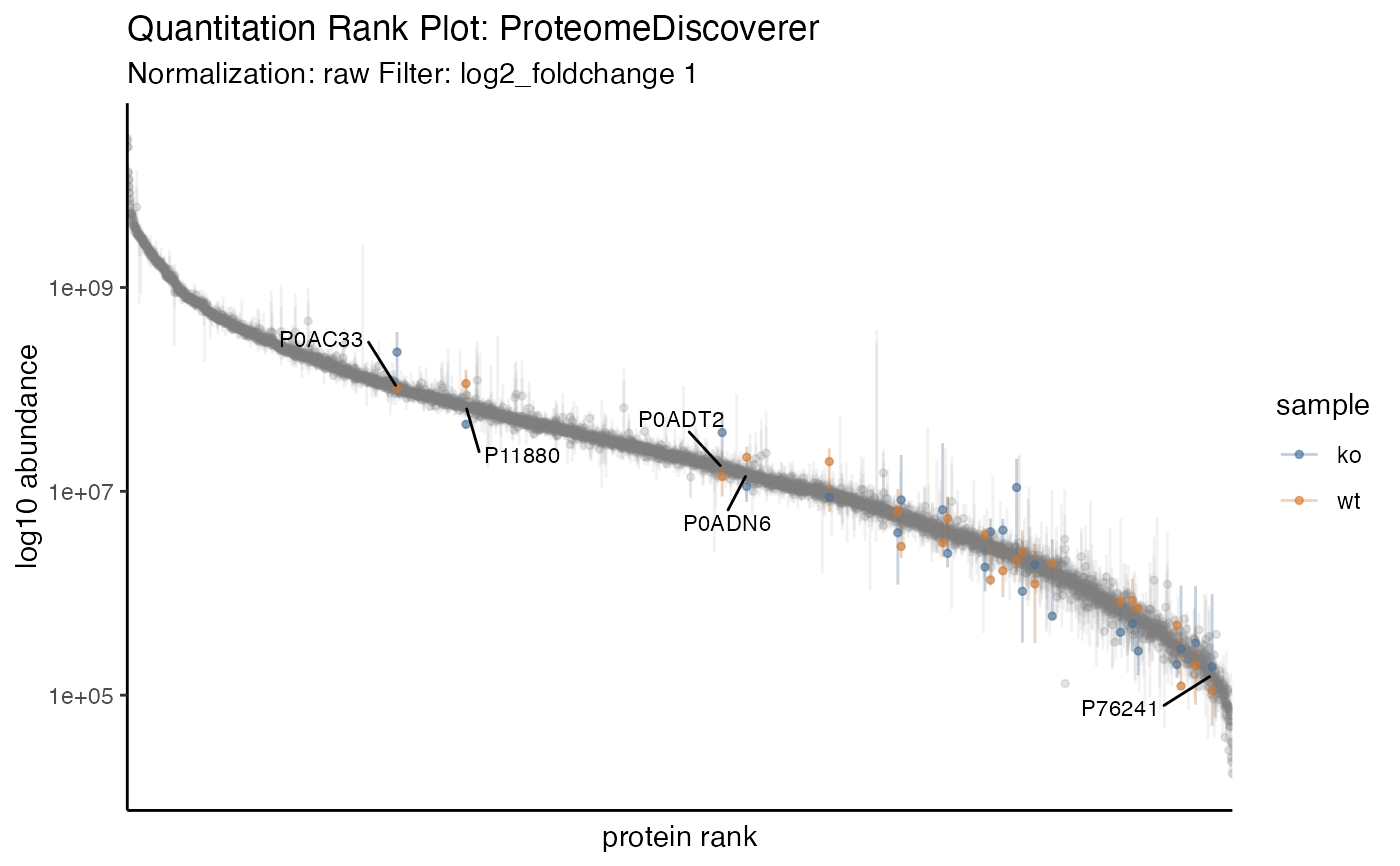 Quantitation Rank Plot: ProteomeDiscoverer
Normalization: raw Filter: log2_foldchange 1
log10 abundance
1e+09
1e+07
1e+05
P0AC33
P11880
P0ADT2
P0ADN6
P76241
protein rank
sample
ko
wt